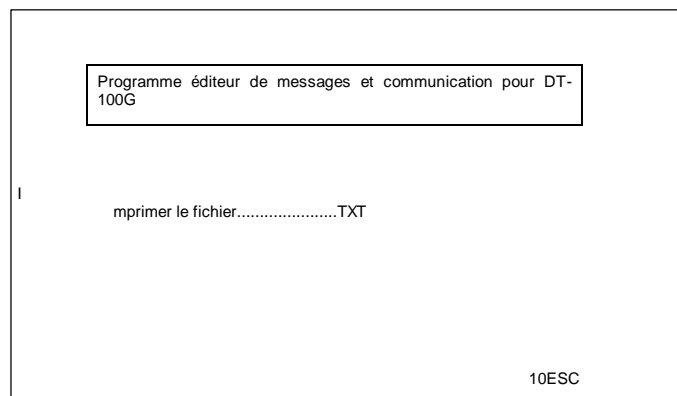 Programme éditeur de messages et communication pour DT-
100G
I
mprimer le fichier......................TXT
10ESC